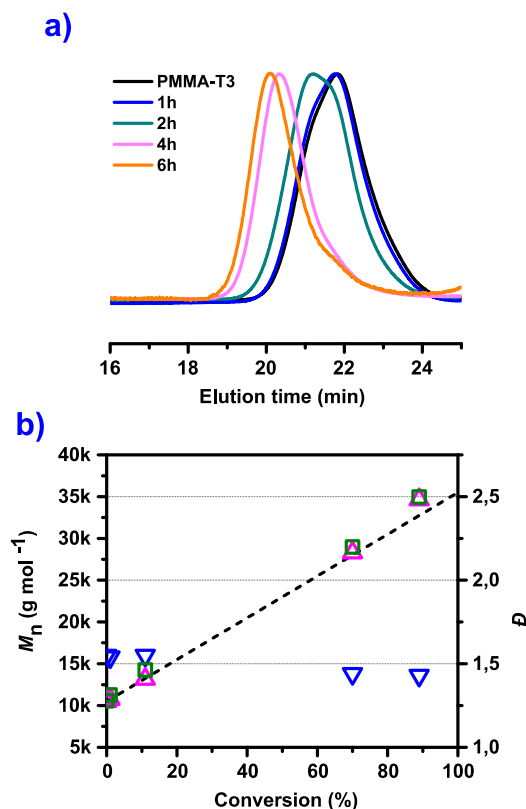 a)
PMMA-T3
1h
2h
4h
6h
16 18 20 22 24
Elution time (min)
b)
40k
35k
30k
25k
20k
15k
10k
5k
Mn (g mol -1)
2,5
2,0
1,5
1,0
Đ
0 20 40 60 80 100
Conversion (%)